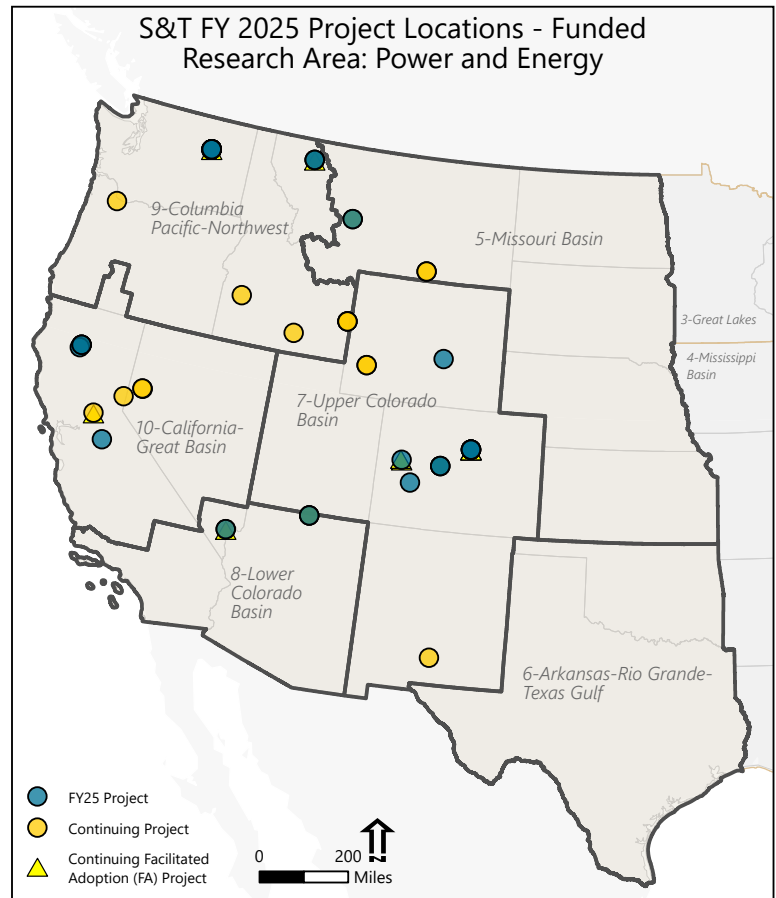 S&T FY 2025 Project Locations - Funded
Research Area: Power and Energy
9-Columbia
Pacific-Northwest
5-Missouri Basin
3-Great Lakes
4-Mississippi
Basin
7-Upper Colorado
Basin
10-California-
Great Basin
8-Lower
Colorado
Basin
6-Arkansas-Rio Grande-
Texas Gulf
FY25 Project
Continuing Project
Continuing Facilitated
Adoption (FA) Project
0 200
Miles
N